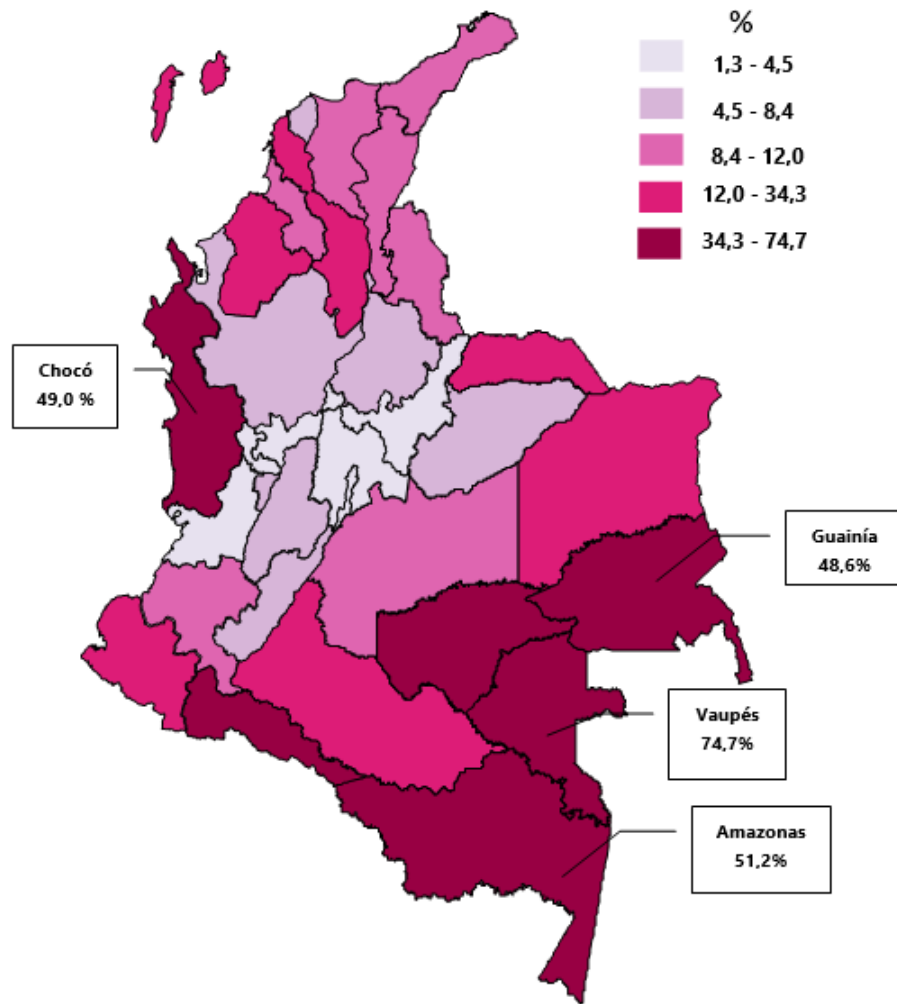 %
1,3 - 4,5
4,5 - 8,4
8,4 - 12,0
12,0 - 34,3
34,3 - 74,7
Chocó
49,0 %
Guainía
48,6%
Vaupés
74,7%
Amazonas
51,2%